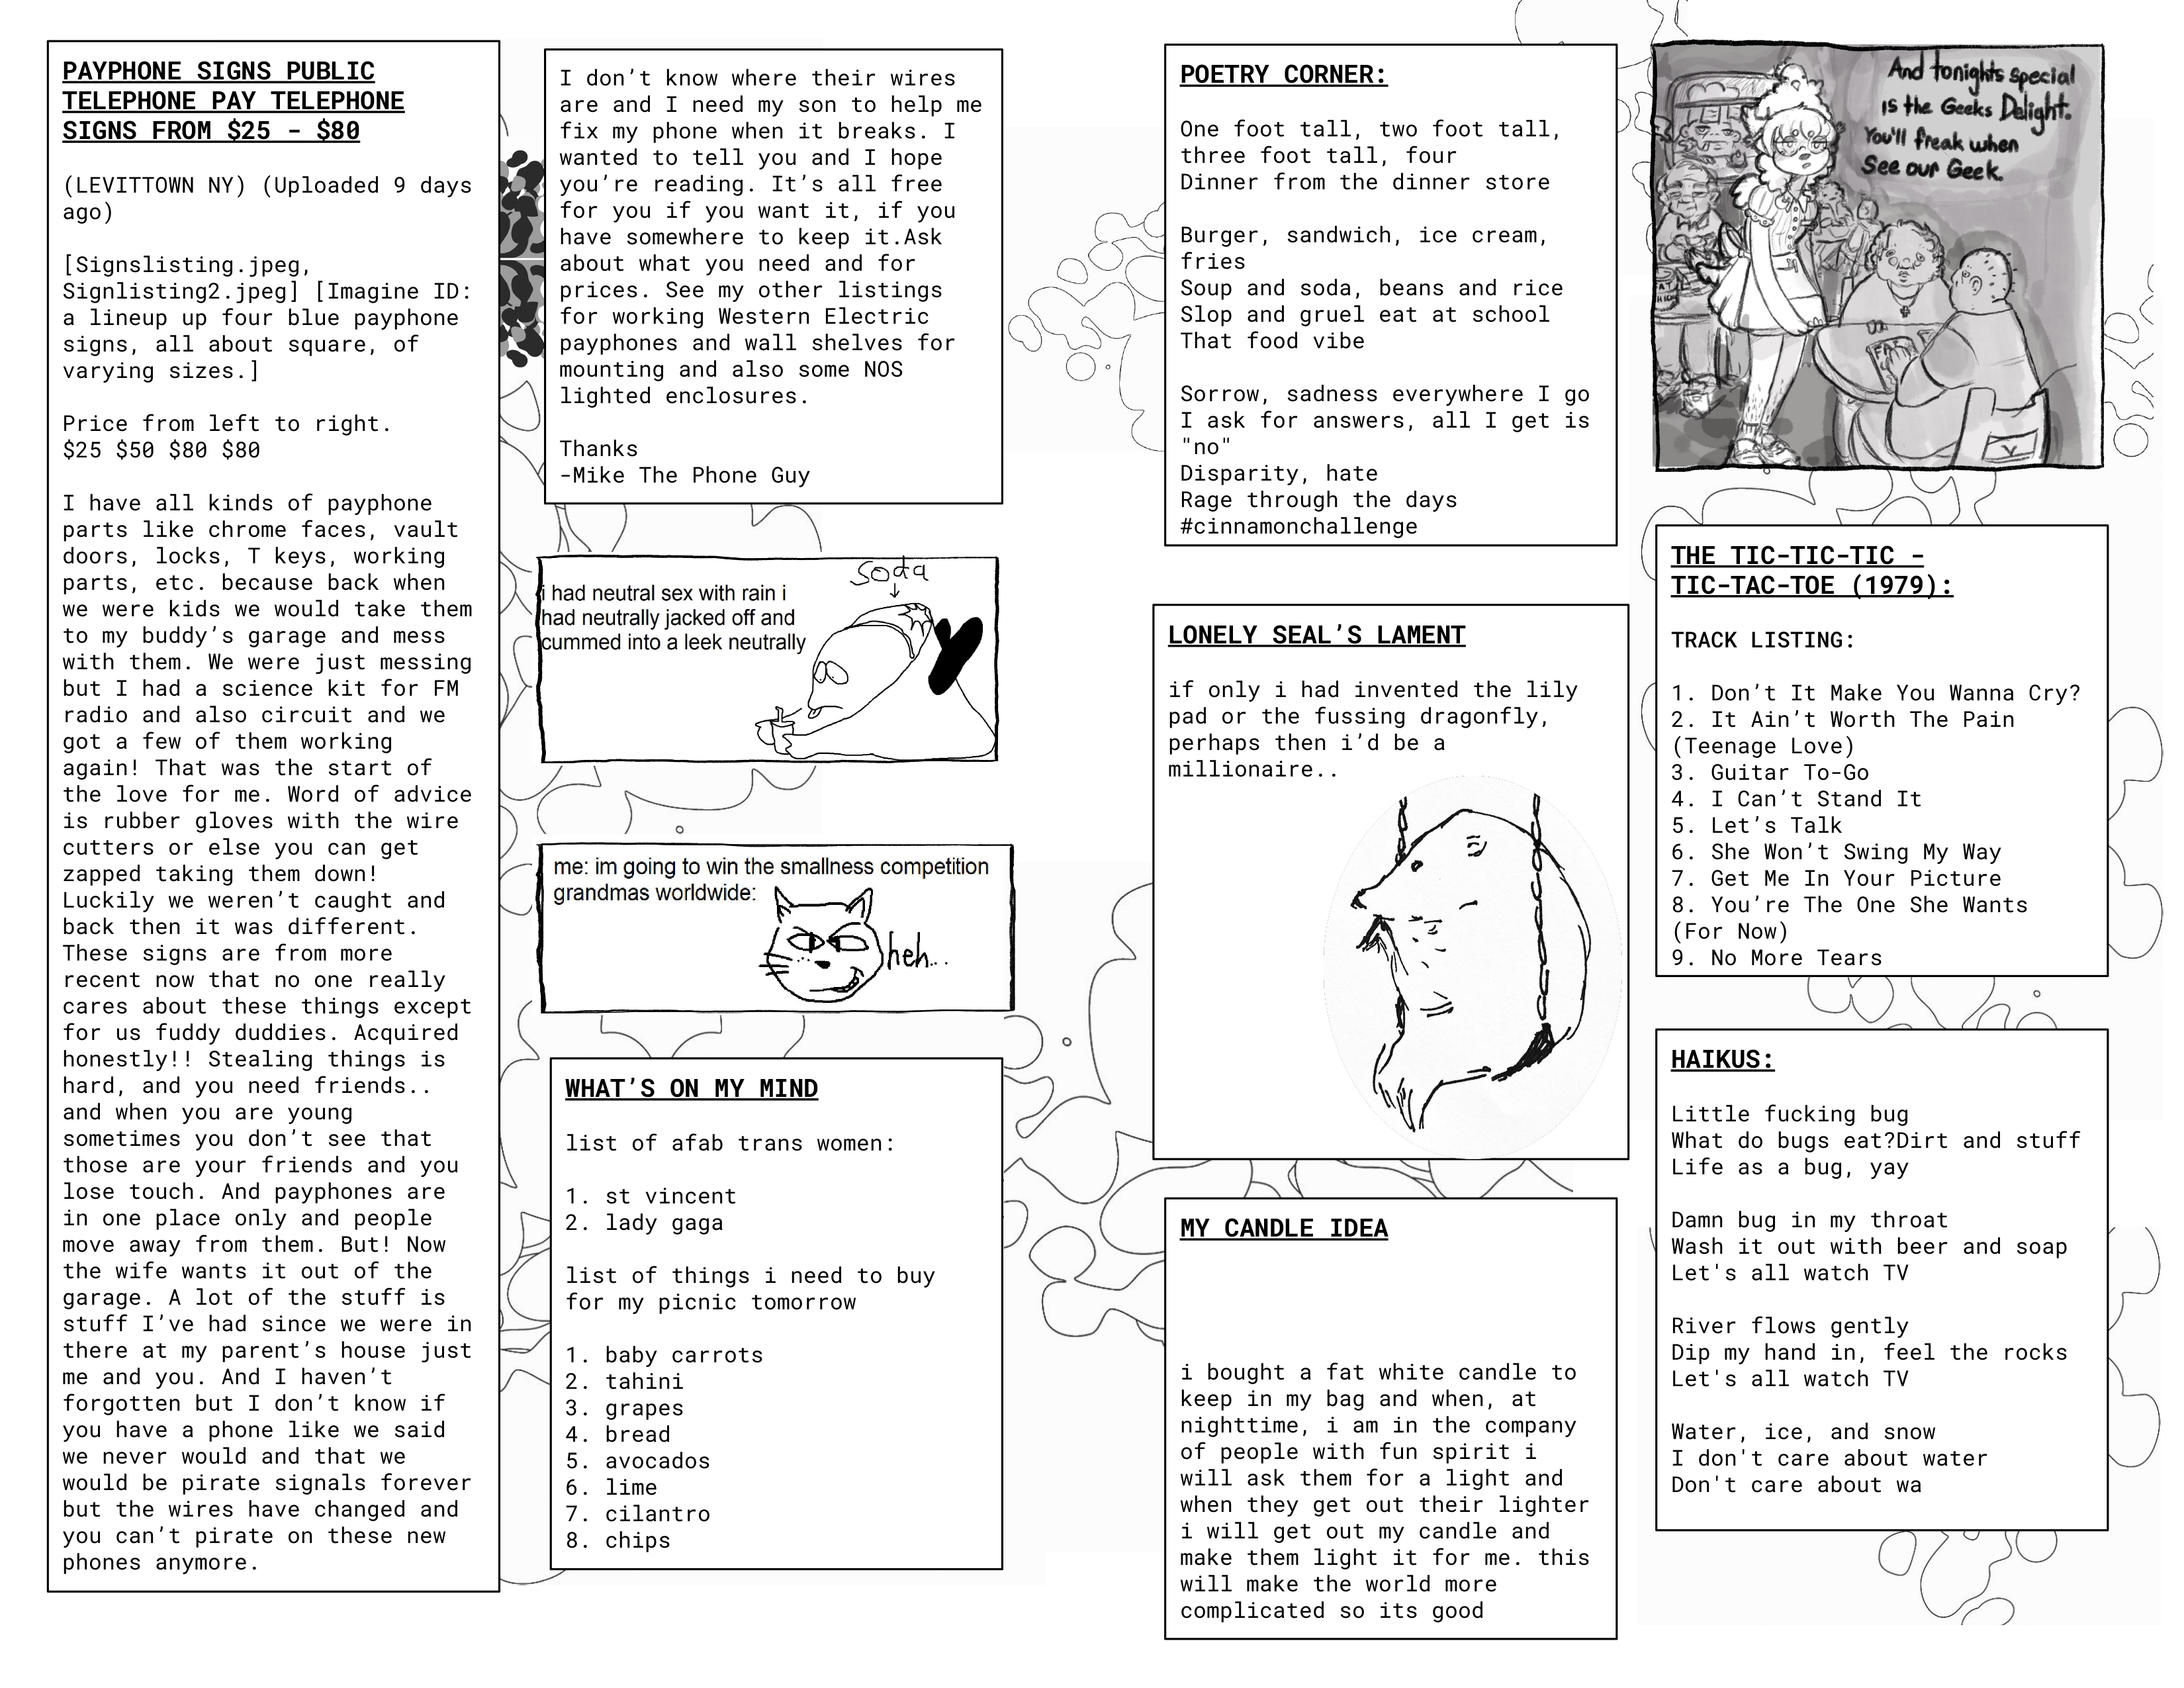 PAYPHONE SIGNS PUBLIC
TELEPHONE PAY TELEPHONE
SIGNS FROM $25 - $80
(LEVITTOWN NY) (Uploaded 9 days
ago)
[Signslisting.jpeg,
Signlisting2.jpeg] [Imagine ID:
a lineup up four blue payphone
signs, all about square, of
varying sizes.]
Price from left to right.
$25 $50 $80 $80
I have all kinds of payphone
parts like chrome faces, vault
doors, locks, T keys, working
parts, etc. because back when
we were kids we would take them
to my buddy's garage and mess
with them. We were just messing
but I had a science kit for FM
radio and also circuit and we
got a few of them working
again! That was the start of
the love for me. Word of advice
is rubber gloves with the wire
cutters or else you can get
zapped taking them down!
Luckily we weren't caught and
back then it was different.
These signs are from more
recent now that no one really
cares about these things except
for us fuddy duddies. Acquired
honestly!! Stealing things is
hard, and you need friends..
and when you are young
sometimes you don't see that
those are your friends and you
lose touch. And payphones are
in one place only and people
move away from them. But! Now
the wife wants it out of the
garage. A lot of the stuff is
stuff I've had since we were in
there at my parent's house just
me and you. And I haven't
forgotten but I don't know if
you have a phone like we said
we never would and that we
would be pirate signals forever
but the wires have changed and
you can't pirate on these new
phones anymore.
I don't know where their wires
are and I need my son to help me
fix my phone when it breaks. I
wanted to tell you and I hope
you're reading. It's all free
for you if you want it, if you
have somewhere to keep it.Ask
about what you need and for
prices. See my other listings
for working Western Electric
payphones and wall shelves for
mounting and also some NOS
lighted enclosures.
Thanks
-Mike The Phone Guy
soda
i had neutral sex with rain i
had neutrally jacked off and
cummed into a leek neutrally
me: im going to win the smallness competition
grandmas worldwide:
heh...
WHAT'S ON MY MIND
list of afab trans women:
1. st vincent
2. lady gaga
list of things i need to buy
for my picnic tomorrow
1. baby carrots
2. tahini
3. grapes
4. bread
5. avocados
6. lime
7. cilantro
8. chips
POETRY CORNER:
One foot tall, two foot tall,
three foot tall, four
Dinner from the dinner store
Burger, sandwich, ice cream,
fries
Soup and soda, beans and rice
Slop and gruel eat at school
That food vibe
Sorrow, sadness everywhere I go
I ask for answers, all I get is
"no"
Disparity, hate
Rage through the days
#cinnamonchallenge
LONELY SEAL'S LAMENT
if only i had invented the lily
pad or the fussing dragonfly,
perhaps then i'd be a
millionaire..
MY CANDLE IDEA
i bought a fat white candle to
keep in my bag and when, at
nighttime, i am in the company
of people with fun spirit i
will ask them for a light and
when they get out their lighter
i will get out my candle and
make them light it for me. this
will make the world more
complicated so its good
And tonights special
is the Geeks Delight.
You'll freak when
see our Geek.
THE TIC-TIC-TIC -
TIC-TAC-TOE (1979):
TRACK LISTING:
1. Don't It Make You Wanna Cry?
2. It Ain't Worth The Pain
(Teenage Love)
3. Guitar To-Go
4. I Can't Stand It
5. Let's Talk
6. She Won't Swing My Way
7. Get Me In Your Picture
8. You're The One She Wants
(For Now)
9. No More Tears
HAIKUS:
Little fucking bug
What do bugs eat?Dirt and stuff
Life as a bug, yay
Damn bug in my throat
Wash it out with beer and soap
Let's all watch TV
River flows gently
Dip my hand in, feel the rocks
Let's all watch TV
Water, ice, and snow
I don't care about water
Don't care about wa